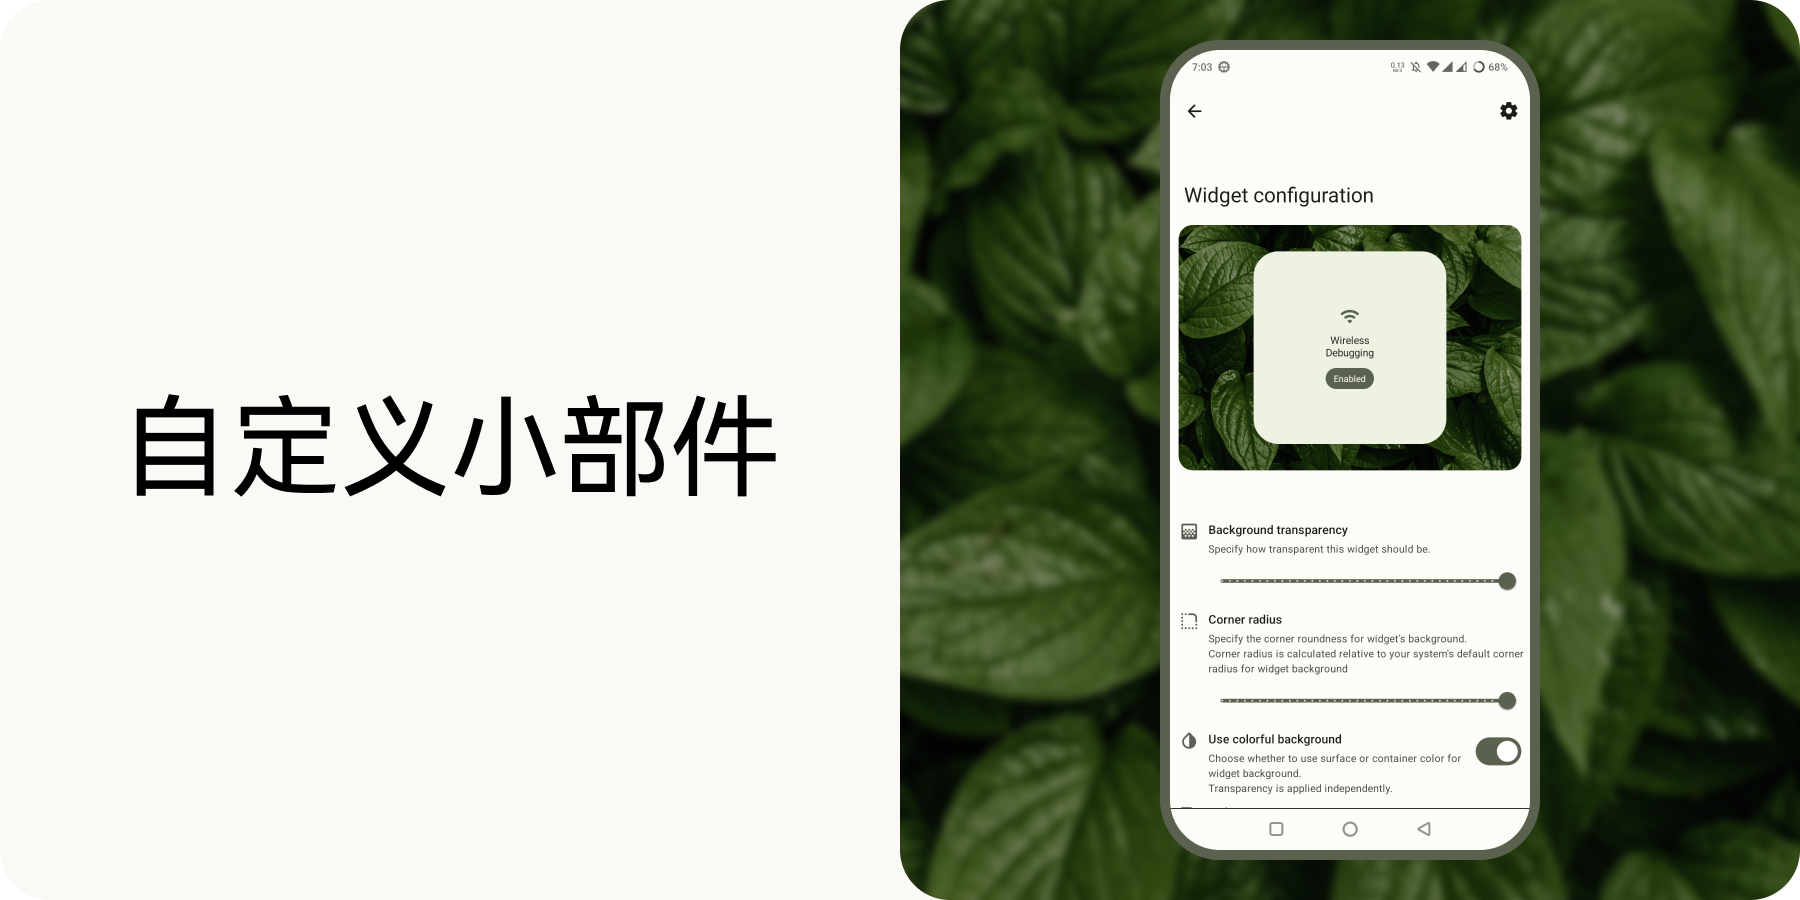 自定义小部件
7:03
0.13
68%
Widget configuration
Wireless
Debugging
Enabled
Background transparency
Specify how transparent this widget should be.
Corner radius
Specify the corner roundness for widget's background.
Corner radius is calculated relative to your system's default corner
radius for widget background
Use colorful background
Choose whether to use surface or container color for
widget background.
Transparency is applied independently.